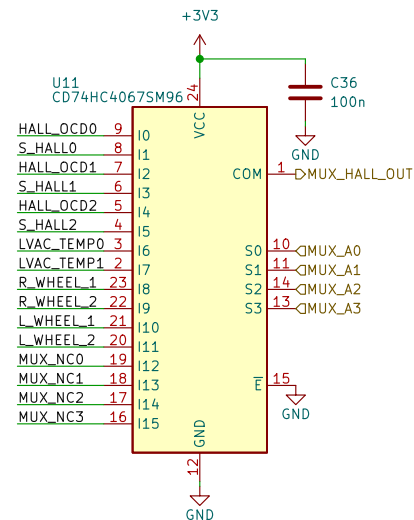 +3V3
U11
CD74HC4067SM96
24
VCC
C36
100n
GND
HALL_OCD0 9 I0
S_HALL0 8 I1
HALL_OCD1 7 I2 COM 1 MUX_HALL_OUT
S_HALL1 6 I3
HALL_OCD2 5 I4
S_HALL2 4 I5
LVAC_TEMP0 3 I6 S0 10 MUX_A0
LVAC_TEMP1 2 I7 S1 11 MUX_A1
R_WHEEL_1 23 I8 S2 14 MUX_A2
R_WHEEL_2 22 I9 S3 13 MUX_A3
L_WHEEL_1 21 I10
L_WHEEL_2 20 I11
MUX_NC0 19 I12
MUX_NC1 18 I13 E 15
MUX_NC2 17 I14 GND
MUX_NC3 16 I15
GND
12
GND